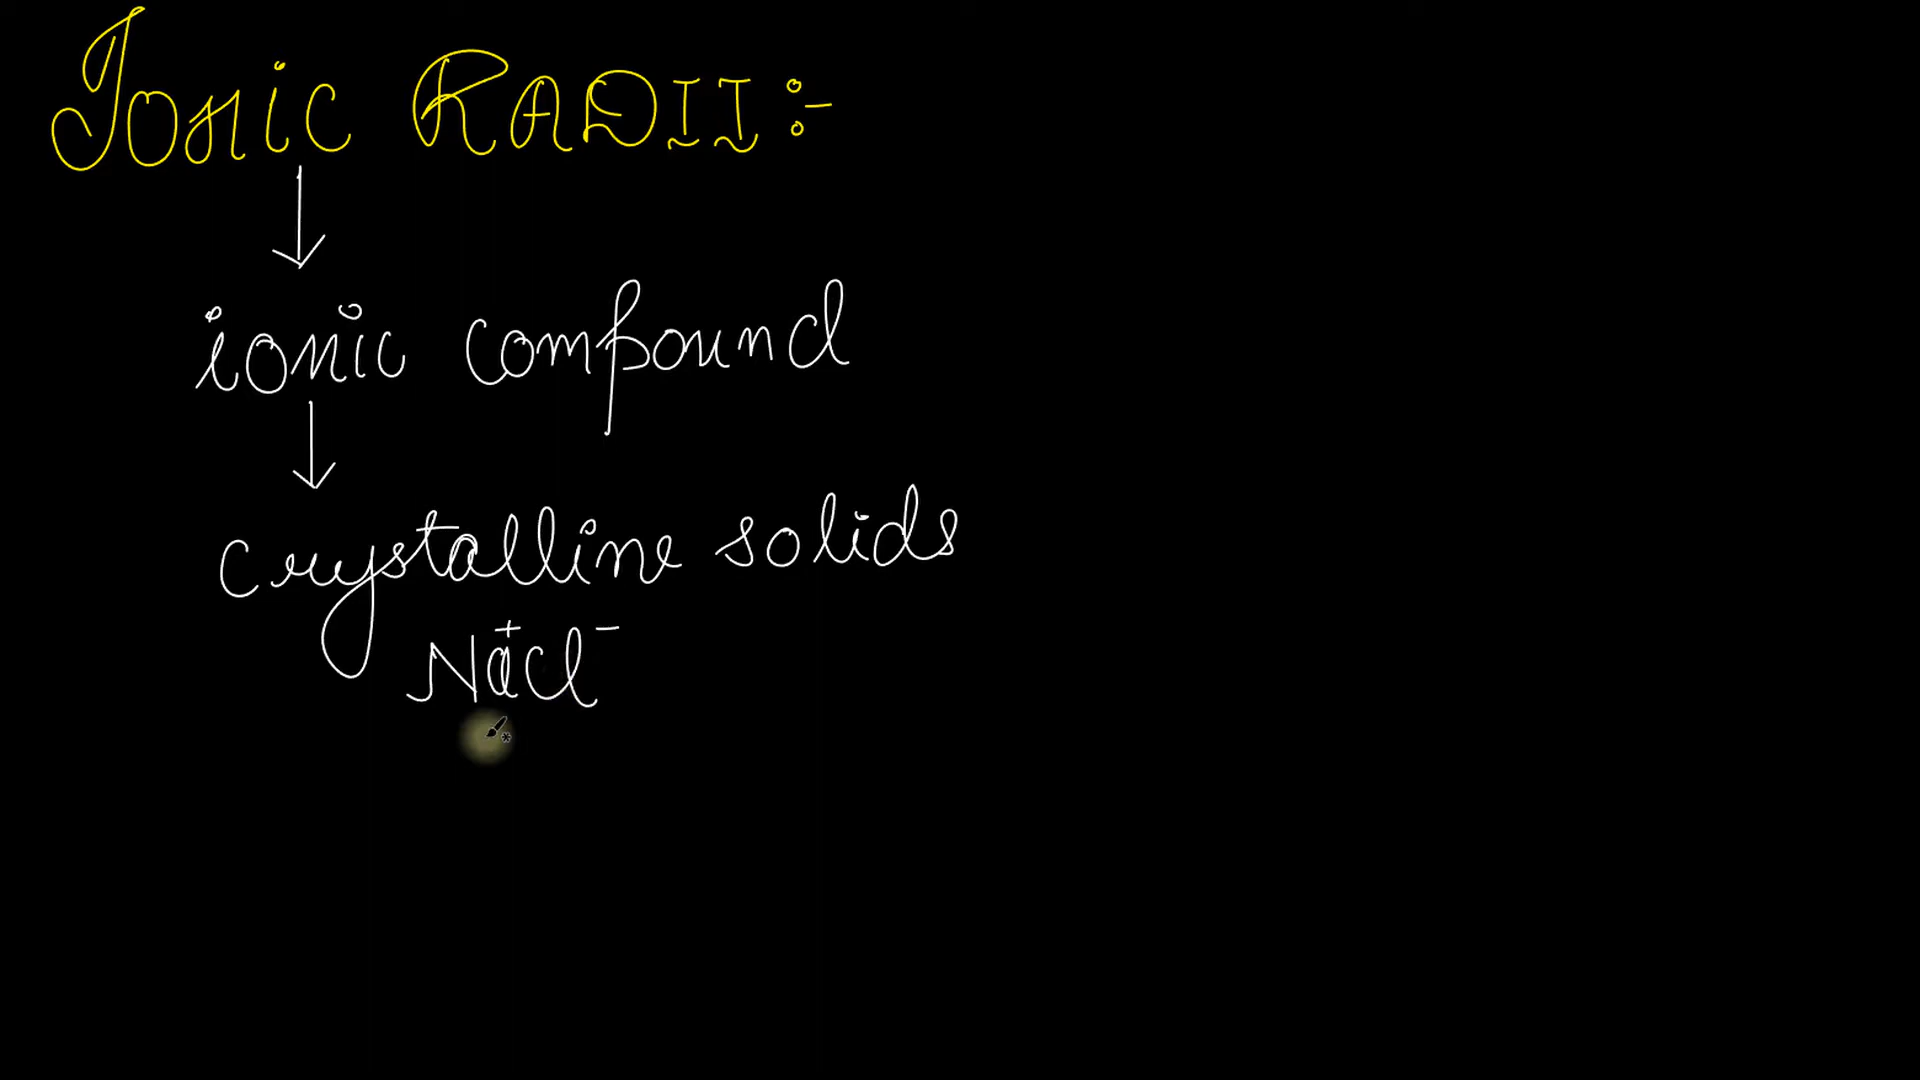 Ionic RADII :-
ionic compound
crystalline solids
Na⁺Cl⁻